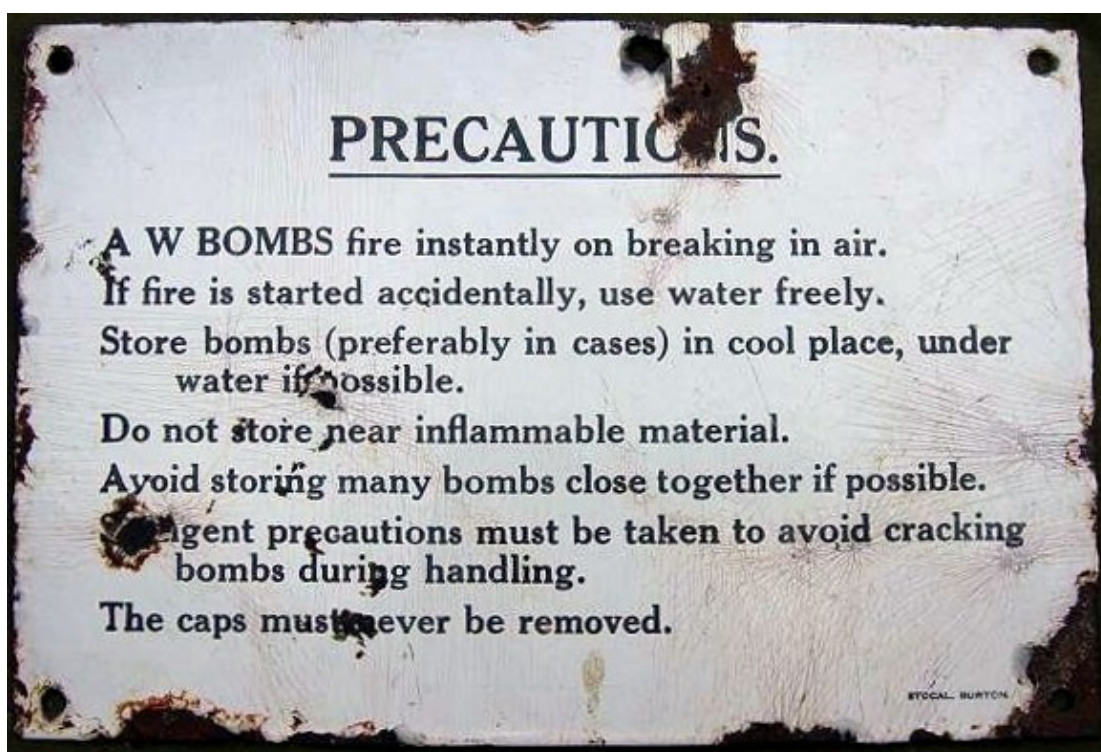 PRECAUTIONS.
A W BOMBS fire instantly on breaking in air.
If fire is started accidentally, use water freely.
Store bombs (preferably in cases) in cool place, under
water if possible.
Do not store near inflammable material.
Avoid storing many bombs close together if possible.
precautions must be taken to avoid cracking
bombs during handling.
The caps must never be removed.
STOCAL. BURTON.